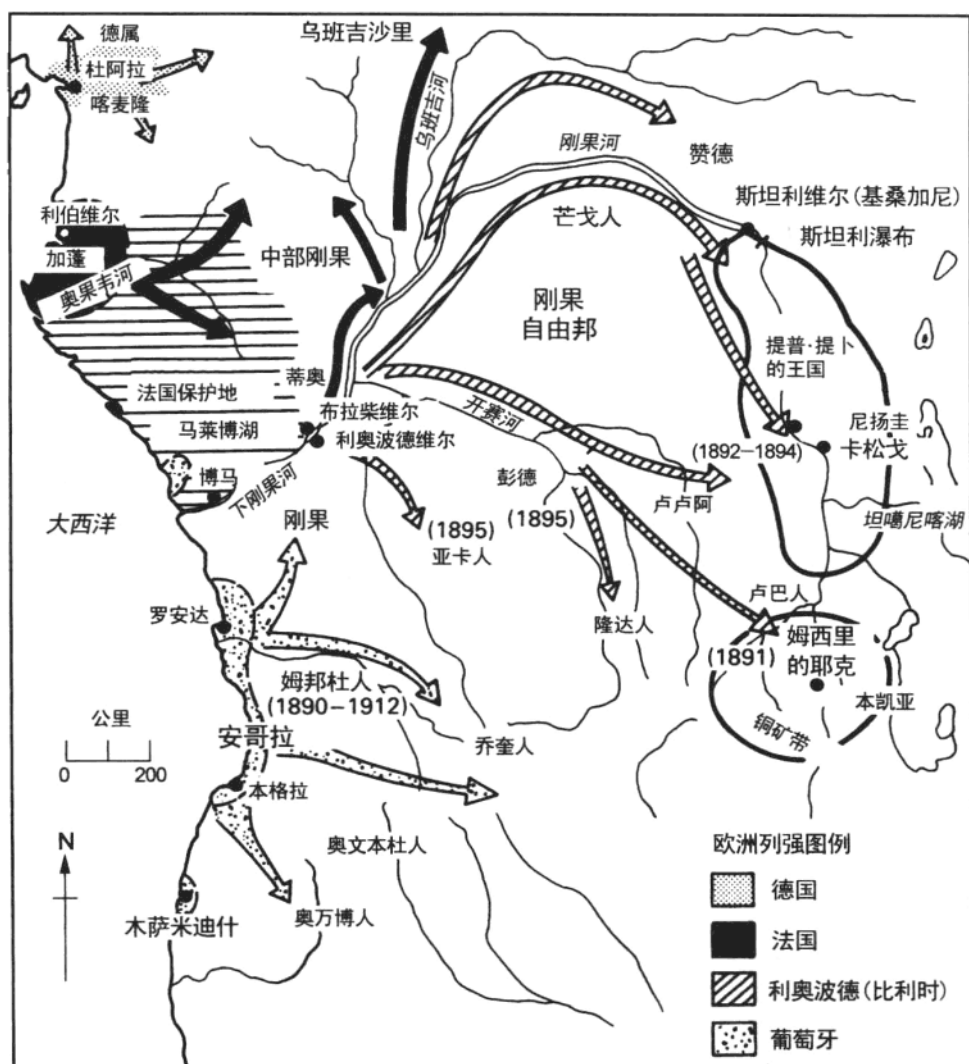 德属
杜阿拉
喀麦隆
乌班吉沙里
乌班吉河
刚果河
赞德
斯坦利维尔(基桑加尼)
斯坦利瀑布
芒戈人
利伯维尔
加蓬
奥果韦河
中部刚果
刚果
自由邦
提普·提卜
的王国
蒂奥
法国保护地
布拉柴维尔
马莱博湖
利奥波德维尔
开赛河
尼扬圭
(1892–1894)
卡松戈
博马
下刚果河
彭德
卢卢阿
大西洋
刚果
(1895)
亚卡人
(1895)
坦噶尼喀湖
罗安达
隆达人
卢巴人
姆西里
的耶克
(1891)
姆邦杜人
(1890–1912)
本凯亚
铜矿带
公里
0
200
安哥拉
乔奎人
本格拉
N
奥文本杜人
奥万博人
木萨米迪什
欧洲列强图例
德国
法国
利奥波德(比利时)
葡萄牙